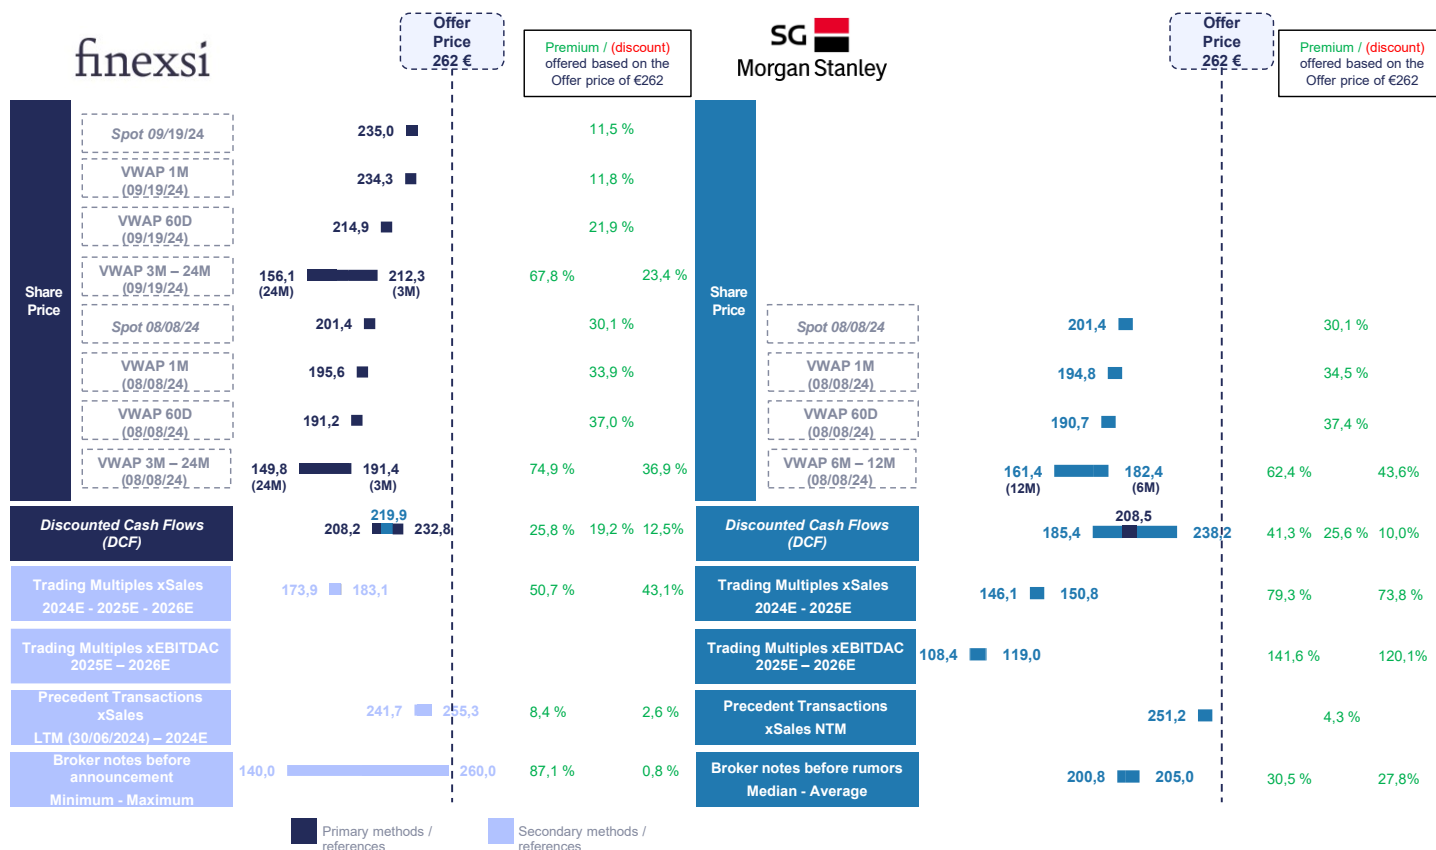 finexsi
Offer
Price
262 €
Premium / (discount)
offered based on the
Offer price of €262
SG
Morgan Stanley
Offer
Price
262 €
Premium / (discount)
offered based on the
Offer price of €262
Share
Price
Spot 09/19/24
235,0
11,5 %
VWAP 1M
(09/19/24)
234,3
11,8 %
VWAP 60D
(09/19/24)
214,9
21,9 %
VWAP 3M – 24M
(09/19/24)
156,1
(24M)
212,3
(3M)
67,8 %
23,4 %
Spot 08/08/24
201,4
30,1 %
VWAP 1M
(08/08/24)
195,6
33,9 %
VWAP 60D
(08/08/24)
191,2
37,0 %
VWAP 3M – 24M
(08/08/24)
149,8
(24M)
191,4
(3M)
74,9 %
36,9 %
Discounted Cash Flows
(DCF)
208,2
219,9
232,8
25,8 %
19,2 %
12,5%
Trading Multiples xSales
2024E - 2025E - 2026E
173,9
183,1
50,7 %
43,1%
Trading Multiples xEBITDAC
2025E – 2026E
Precedent Transactions
xSales
LTM (30/06/2024) – 2024E
241,7
255,3
8,4 %
2,6 %
Broker notes before
announcement
Minimum - Maximum
140,0
260,0
87,1 %
0,8 %
Share
Price
Spot 08/08/24
201,4
30,1 %
VWAP 1M
(08/08/24)
194,8
34,5 %
VWAP 60D
(08/08/24)
190,7
37,4 %
VWAP 6M – 12M
(08/08/24)
161,4
(12M)
182,4
(6M)
62,4 %
43,6%
Discounted Cash Flows
(DCF)
185,4
208,5
238,2
41,3 %
25,6 %
10,0%
Trading Multiples xSales
2024E - 2025E
146,1
150,8
79,3 %
73,8 %
Trading Multiples xEBITDAC
2025E – 2026E
108,4
119,0
141,6 %
120,1%
Precedent Transactions
xSales NTM
251,2
4,3 %
Broker notes before rumors
Median - Average
200,8
205,0
30,5 %
27,8%
Primary methods /
references
Secondary methods /
references